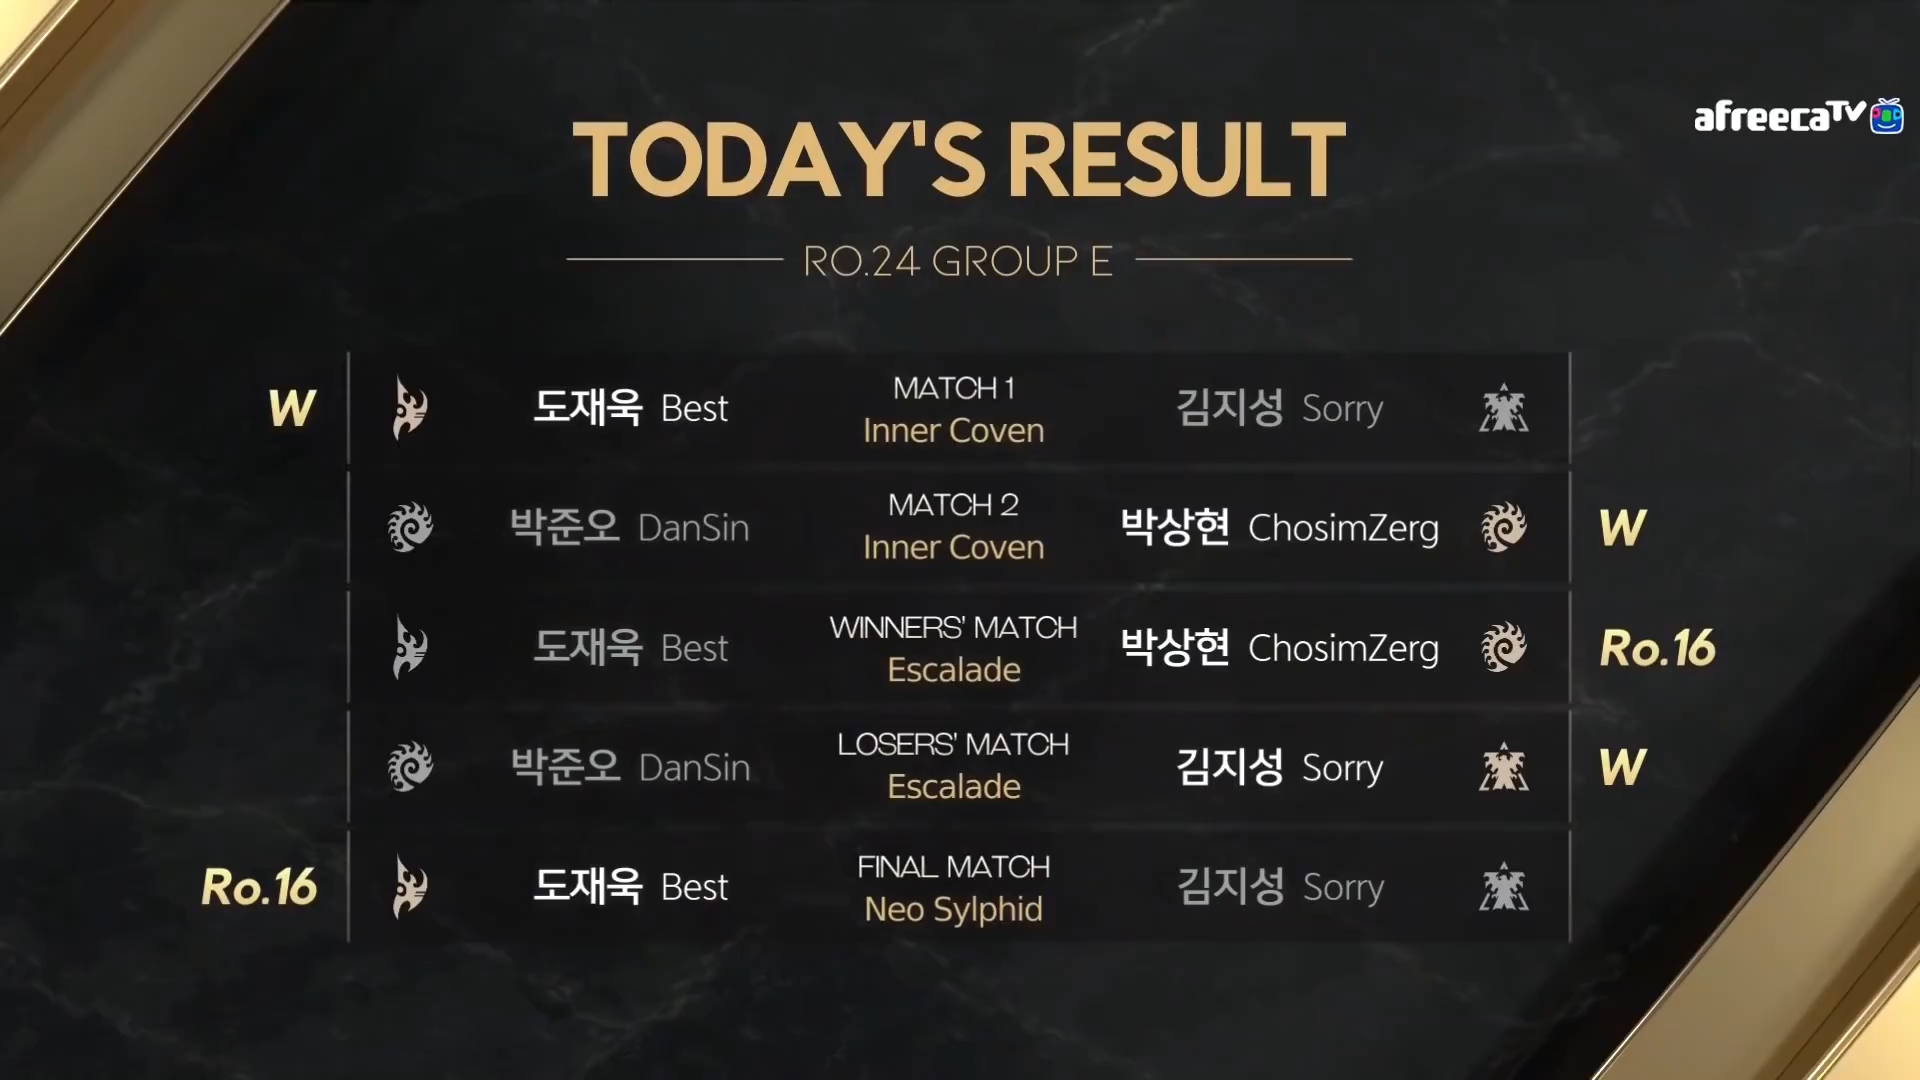 afreecaTV
TODAY'S RESULT
RO.24 GROUP E
W 도재욱 Best MATCH 1 Inner Coven 김지성 Sorry
박준오 DanSin MATCH 2 Inner Coven 박상현 ChosimZerg W
도재욱 Best WINNERS' MATCH Escalade 박상현 ChosimZerg Ro.16
박준오 DanSin LOSERS' MATCH Escalade 김지성 Sorry W
Ro.16 도재욱 Best FINAL MATCH Neo Sylphid 김지성 Sorry